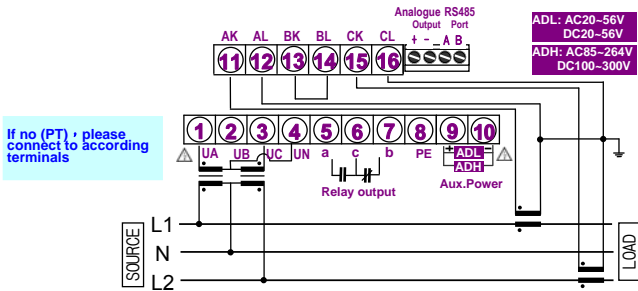 Analogue RS485
Output Port
+ - _ A B
ADL: AC20~56V
DC20~56V
ADH: AC85~264V
DC100~300V
AK AL BK BL CK CL
11 12 13 14 15 16
If no (PT) , please
connect to according
terminals
1 2 3 4 5 6 7 8 9 10
UA UB UC UN a c b PE + ADL -
ADH
Relay output
Aux.Power
SOURCE
L1
N
L2
LOAD